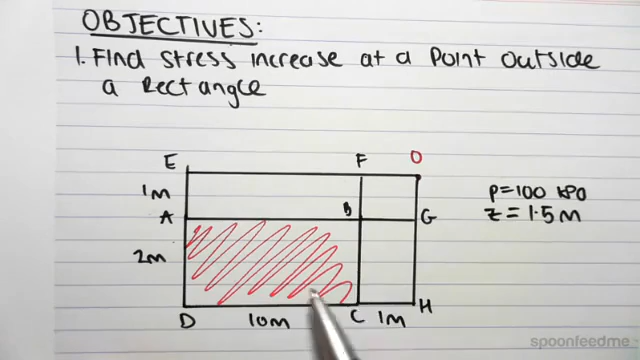 OBJECTIVES:
1. Find stress increase at a point outside
a Rectangle
E F O
1M
A B G
2M
D 10M C 1M H
P=100 kPa
z=1.5M
spoonfeedme